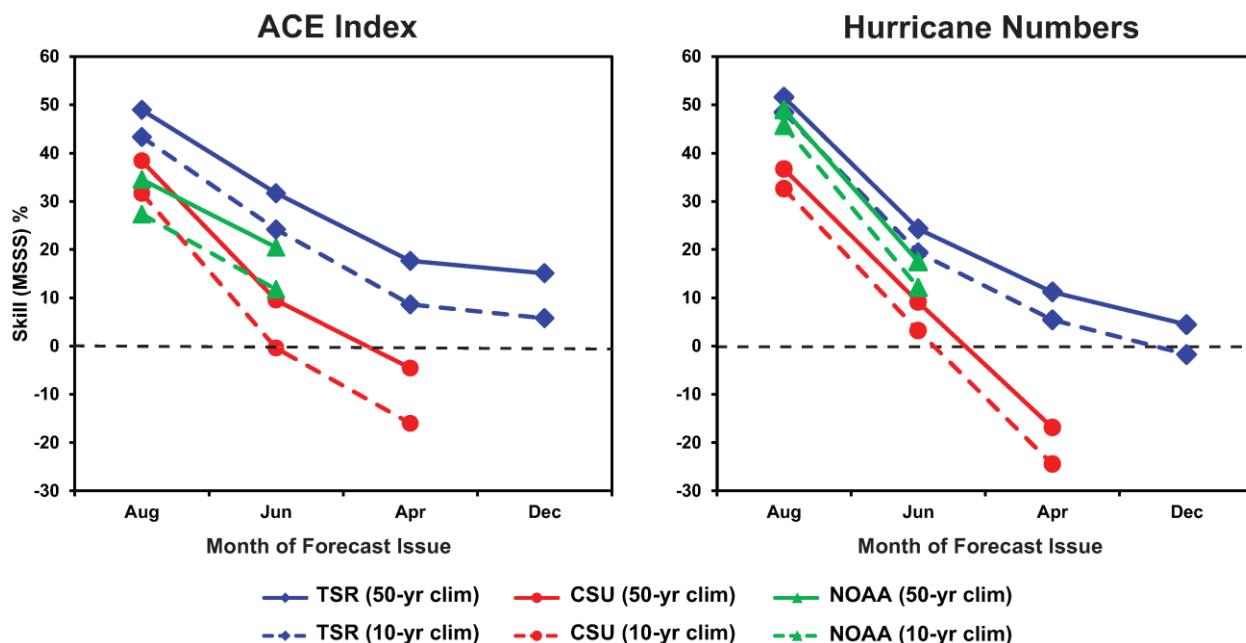 ACE Index
Hurricane Numbers
Skill (MSSS) %
60
50
40
30
20
10
0
-10
-20
-30
Aug Jun Apr Dec
Month of Forecast Issue
60
50
40
30
20
10
0
-10
-20
-30
Aug Jun Apr Dec
Month of Forecast Issue
TSR (50-yr clim) CSU (50-yr clim) NOAA (50-yr clim)
TSR (10-yr clim) CSU (10-yr clim) NOAA (10-yr clim)